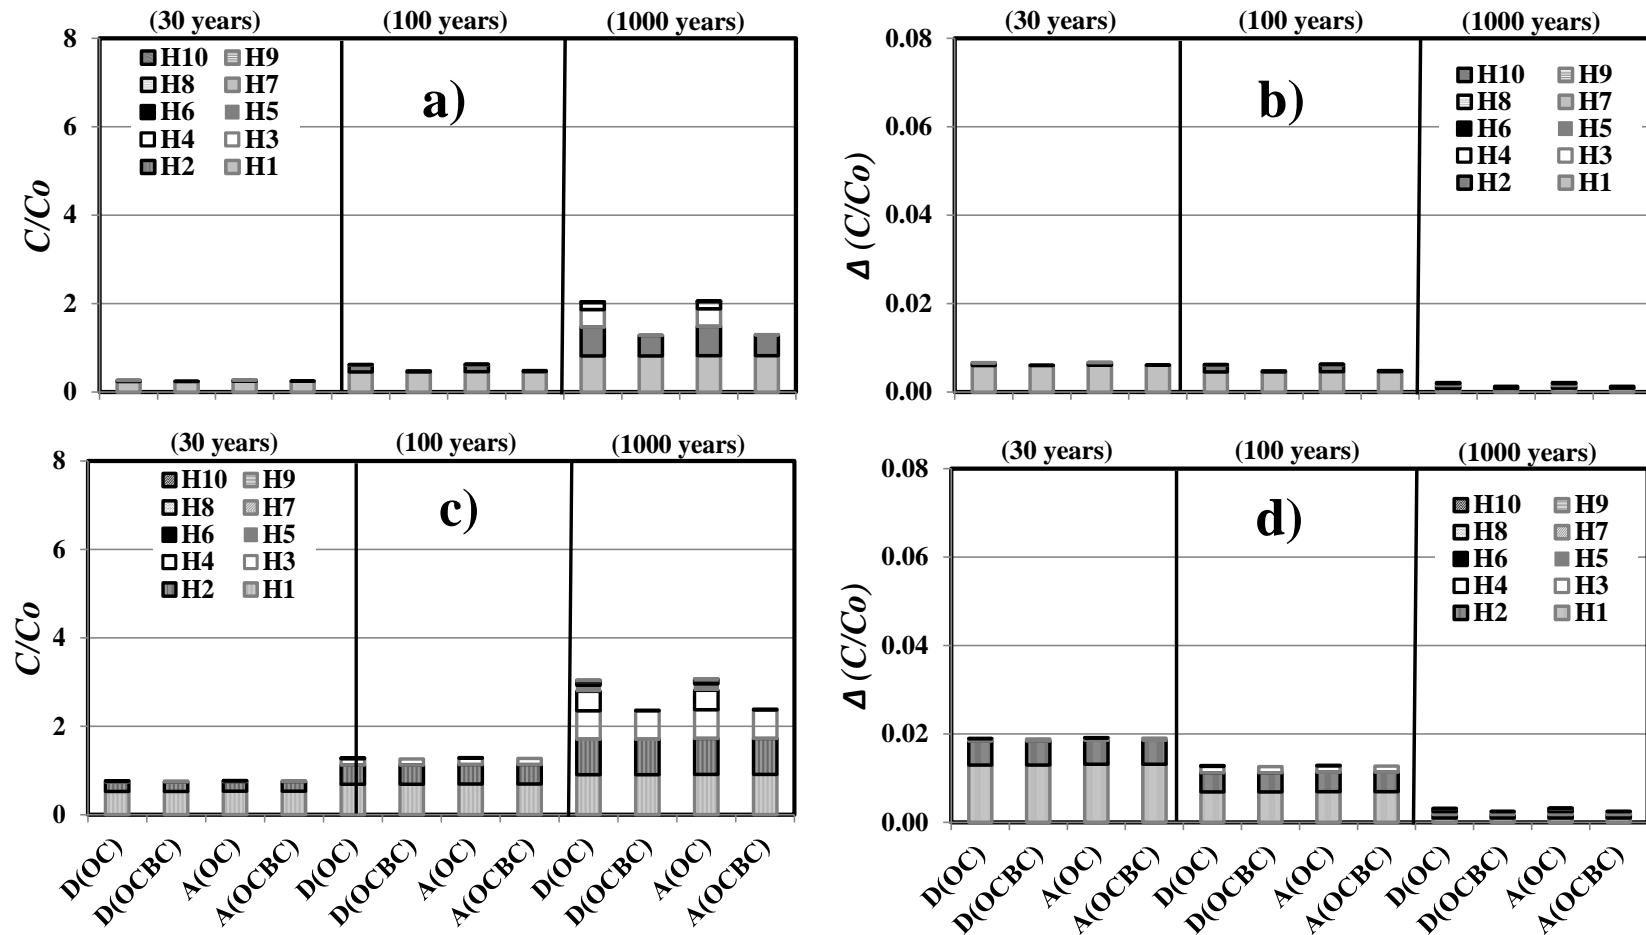 (30 years) (100 years) (1000 years)
8
6
4
2
0
C/Co
H10 H9
H8 H7
H6 H5
H4 H3
H2 H1
a)
(30 years) (100 years) (1000 years)
0.08
0.06
0.04
0.02
0.00
Δ (C/Co)
b)
H10 H9
H8 H7
H6 H5
H4 H3
H2 H1
(30 years) (100 years) (1000 years)
8
6
4
2
0
C/Co
H10 H9
H8 H7
H6 H5
H4 H3
H2 H1
c)
D(OC) D(OCBC) A(OC) A(OCBC) D(OC) D(OCBC) A(OC) A(OCBC) D(OC) D(OCBC) A(OC) A(OCBC)
(30 years) (100 years) (1000 years)
0.08
0.06
0.04
0.02
0.00
Δ (C/Co)
d)
H10 H9
H8 H7
H6 H5
H4 H3
H2 H1
D(OC) D(OCBC) A(OC) A(OCBC) D(OC) D(OCBC) A(OC) A(OCBC) D(OC) D(OCBC) A(OC) A(OCBC)